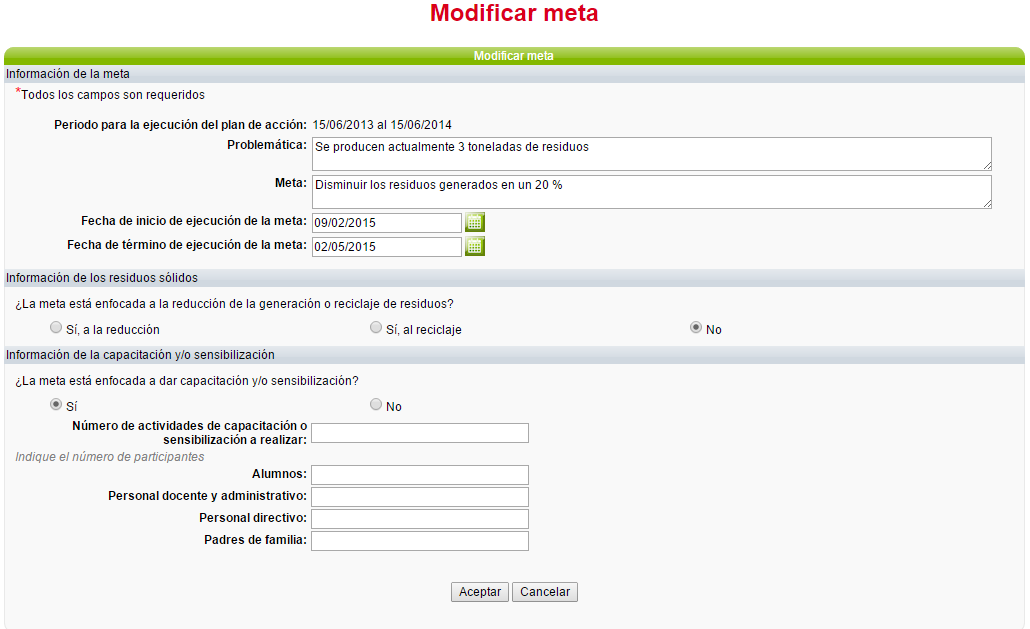 Modificar meta
Modificar meta
Información de la meta
*Todos los campos son requeridos
Periodo para la ejecución del plan de acción: 15/06/2013 al 15/06/2014
Problemática: Se producen actualmente 3 toneladas de residuos
Meta: Disminuir los residuos generados en un 20 %
Fecha de inicio de ejecución de la meta: 09/02/2015
Fecha de término de ejecución de la meta: 02/05/2015
Información de los residuos sólidos
¿La meta está enfocada a la reducción de la generación o reciclaje de residuos?
Sí, a la reducción Sí, al reciclaje No
Información de la capacitación y/o sensibilización
¿La meta está enfocada a dar capacitación y/o sensibilización?
Sí No
Número de actividades de capacitación o
sensibilización a realizar:
Indique el número de participantes
Alumnos:
Personal docente y administrativo:
Personal directivo:
Padres de familia:
Aceptar Cancelar